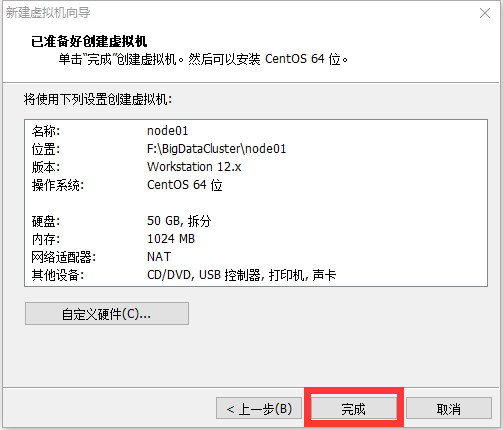 新建虚拟机向导
已准备好创建虚拟机
单击"完成"创建虚拟机。然后可以安装 CentOS 64 位。
将使用下列设置创建虚拟机:
名称: node01
位置: F:\BigDataCluster\node01
版本: Workstation 12.x
操作系统: CentOS 64 位
硬盘: 50 GB, 拆分
内存: 1024 MB
网络适配器: NAT
其他设备: CD/DVD, USB 控制器, 打印机, 声卡
自定义硬件(C)...
< 上一步(B) 完成 取消